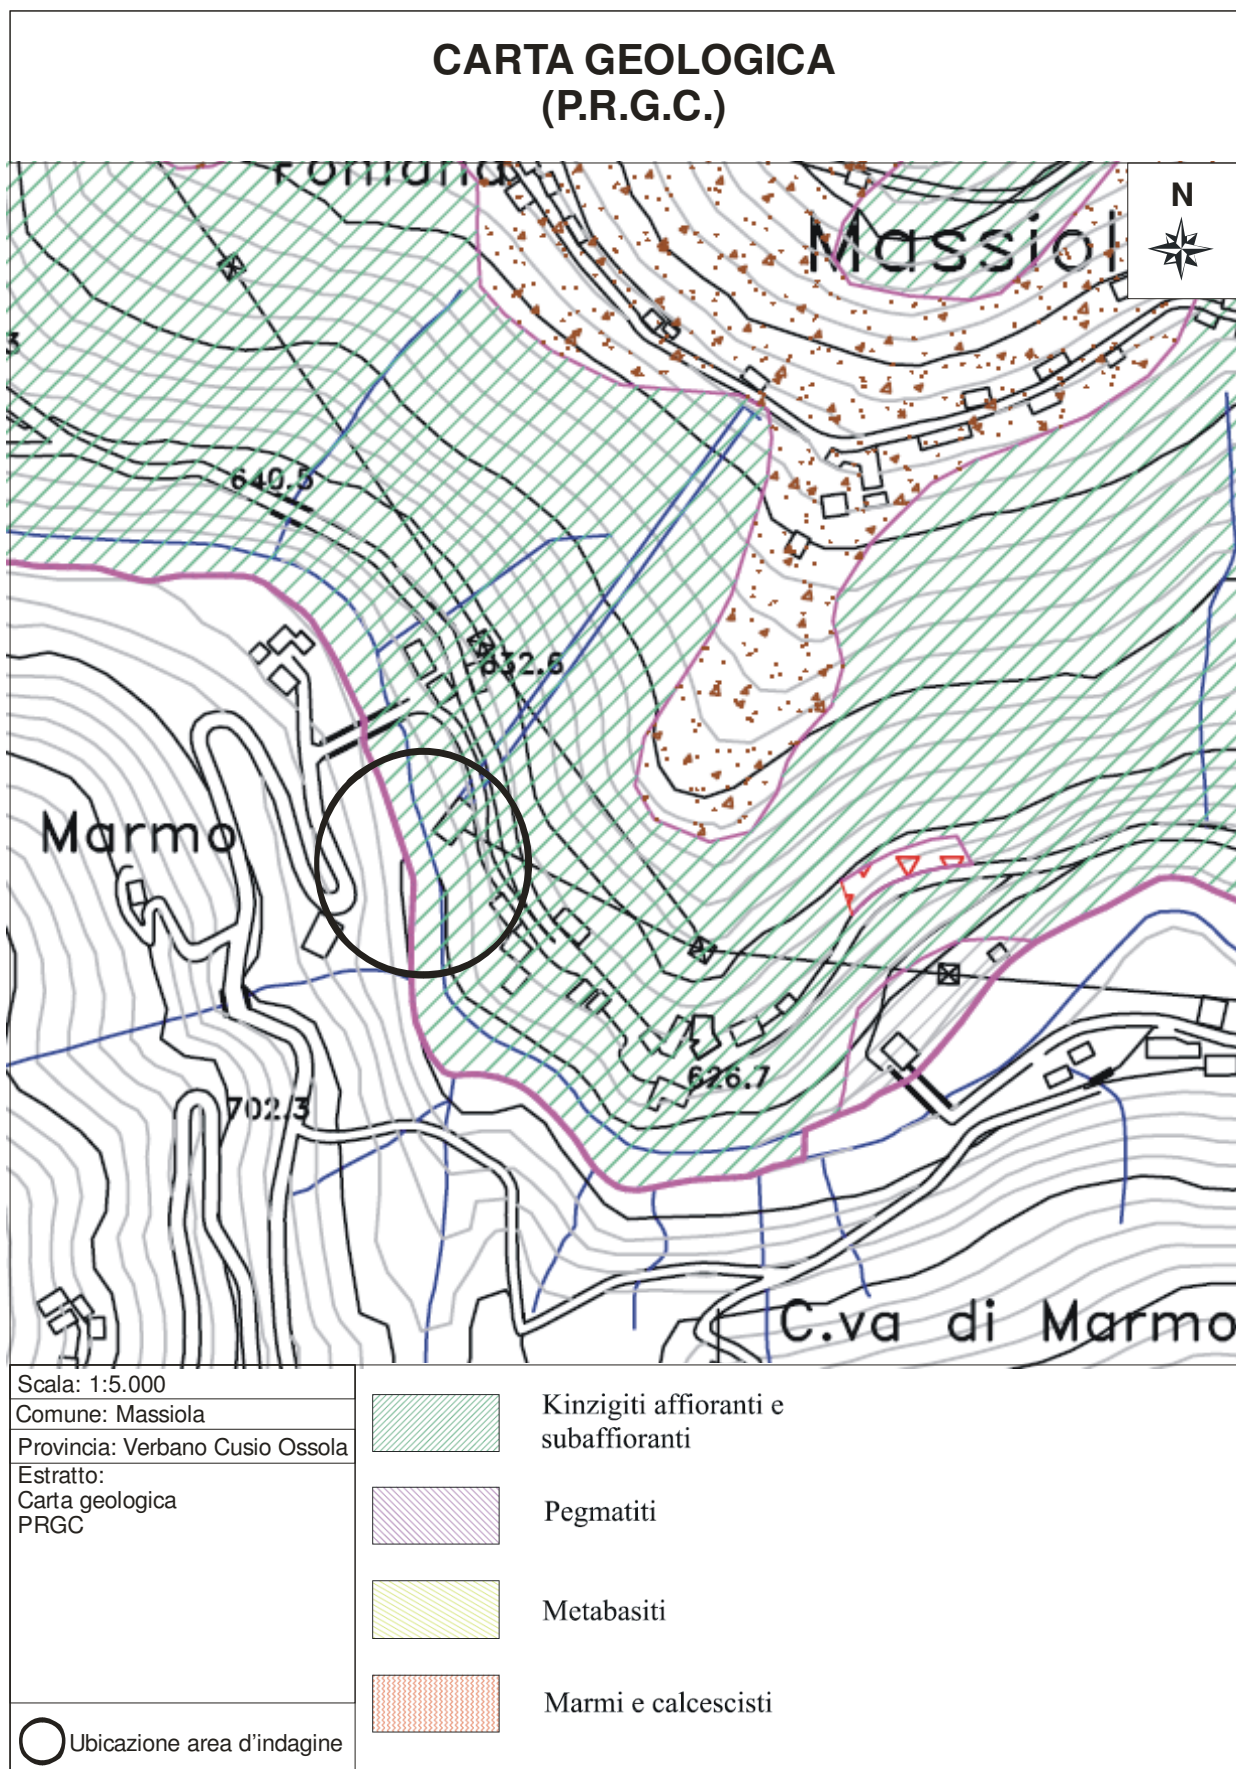 CARTA GEOLOGICA
(P.R.G.C.)
Fontana
N
Massiol
3
640.5
632.6
Marmo
626.7
702.3
C.va di Marmo
Scala: 1:5.000
Comune: Massiola
Provincia: Verbano Cusio Ossola
Estratto:
Carta geologica
PRGC
Ubicazione area d'indagine
Kinzigiti affioranti e
subaffioranti
Pegmatiti
Metabasiti
Marmi e calcescisti